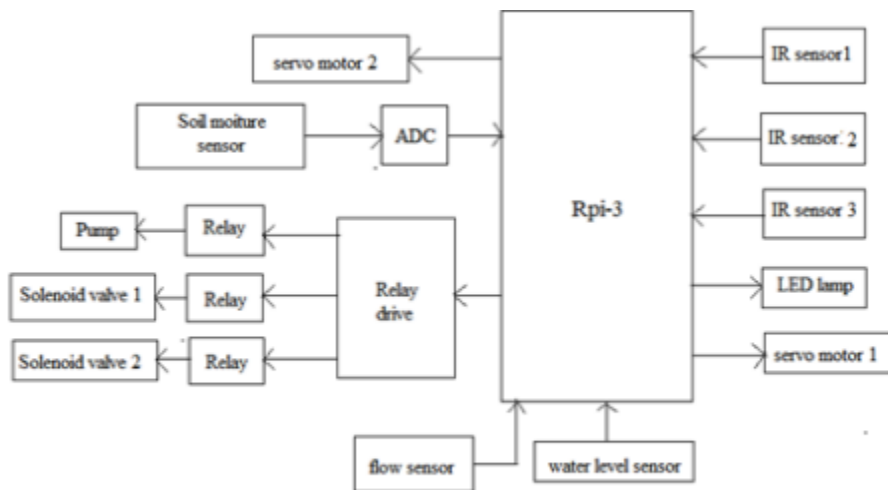 servo motor 2
IR sensor1
Soil moiture
sensor
ADC
IR sensor 2
Rpi-3
IR sensor 3
Pump
Relay
Solenoid valve 1
Relay
Relay
drive
LED lamp
Solenoid valve 2
Relay
servo motor 1
flow sensor
water level sensor